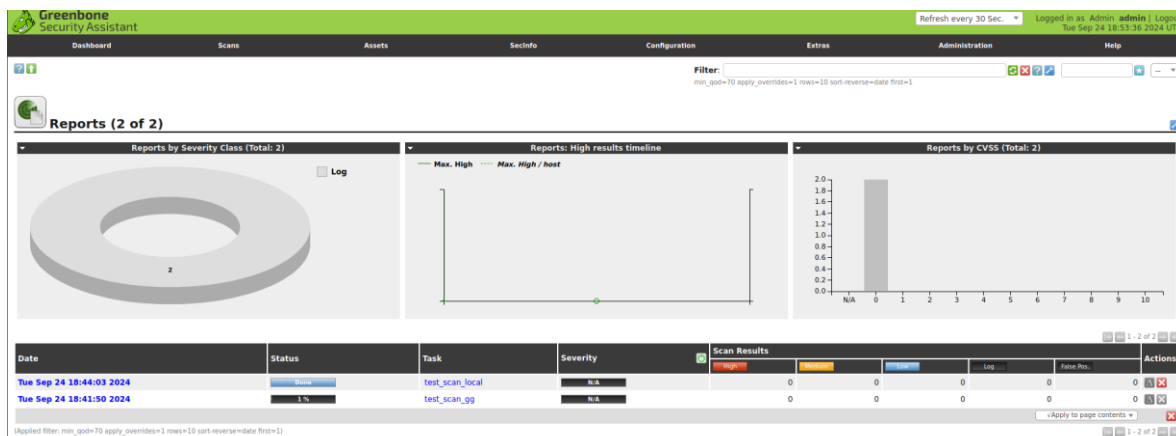 Greenbone
Security Assistant
Refresh every 30 Sec.
Logged in as Admin admin | Logou
Tue Sep 24 18:53:36 2024 UT
Dashboard Scans Assets SecInfo Configuration Extras Administration Help
Filter:
min_qod=70 apply_overrides=1 rows=10 sort-reverse=date first=1
--
Reports (2 of 2)
Reports by Severity Class (Total: 2)
Log
2
Reports: High results timeline
Max. High Max. High / host
Reports by CVSS (Total: 2)
2.0
1.8
1.6
1.4
1.2
1.0
0.8
0.6
0.4
0.2
0.0
N/A 0 1 2 3 4 5 6 7 8 9 10
1 - 2 of 2
Date Status Task Severity Scan Results Actions
High Medium Low Log False Pos.
Tue Sep 24 18:44:03 2024 Done test_scan_local N/A 0 0 0 0 0
Tue Sep 24 18:41:50 2024 1 % test_scan_gg N/A 0 0 0 0 0
√Apply to page contents
(Applied filter: min_qod=70 apply_overrides=1 rows=10 sort-reverse=date first=1)
1 - 2 of 2